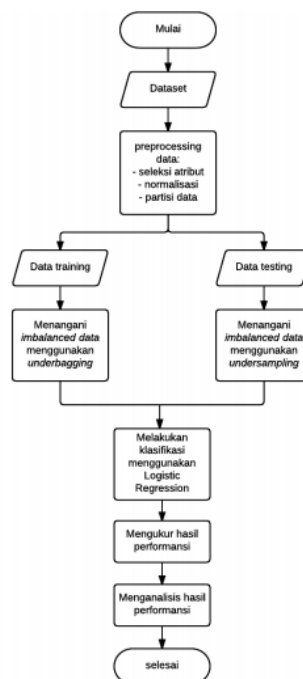 Mulai
Dataset
preprocessing
data:
- seleksi atribut
- normalisasi
- partisi data
Data training
Data testing
Menangani
imbalanced data
menggunakan
underbagging
Menangani
imbalanced data
menggunakan
undersampling
Melakukan
klasifikasi
menggunakan
Logistic
Regression
Mengukur hasil
performansi
Menganalisis hasil
performansi
selesai